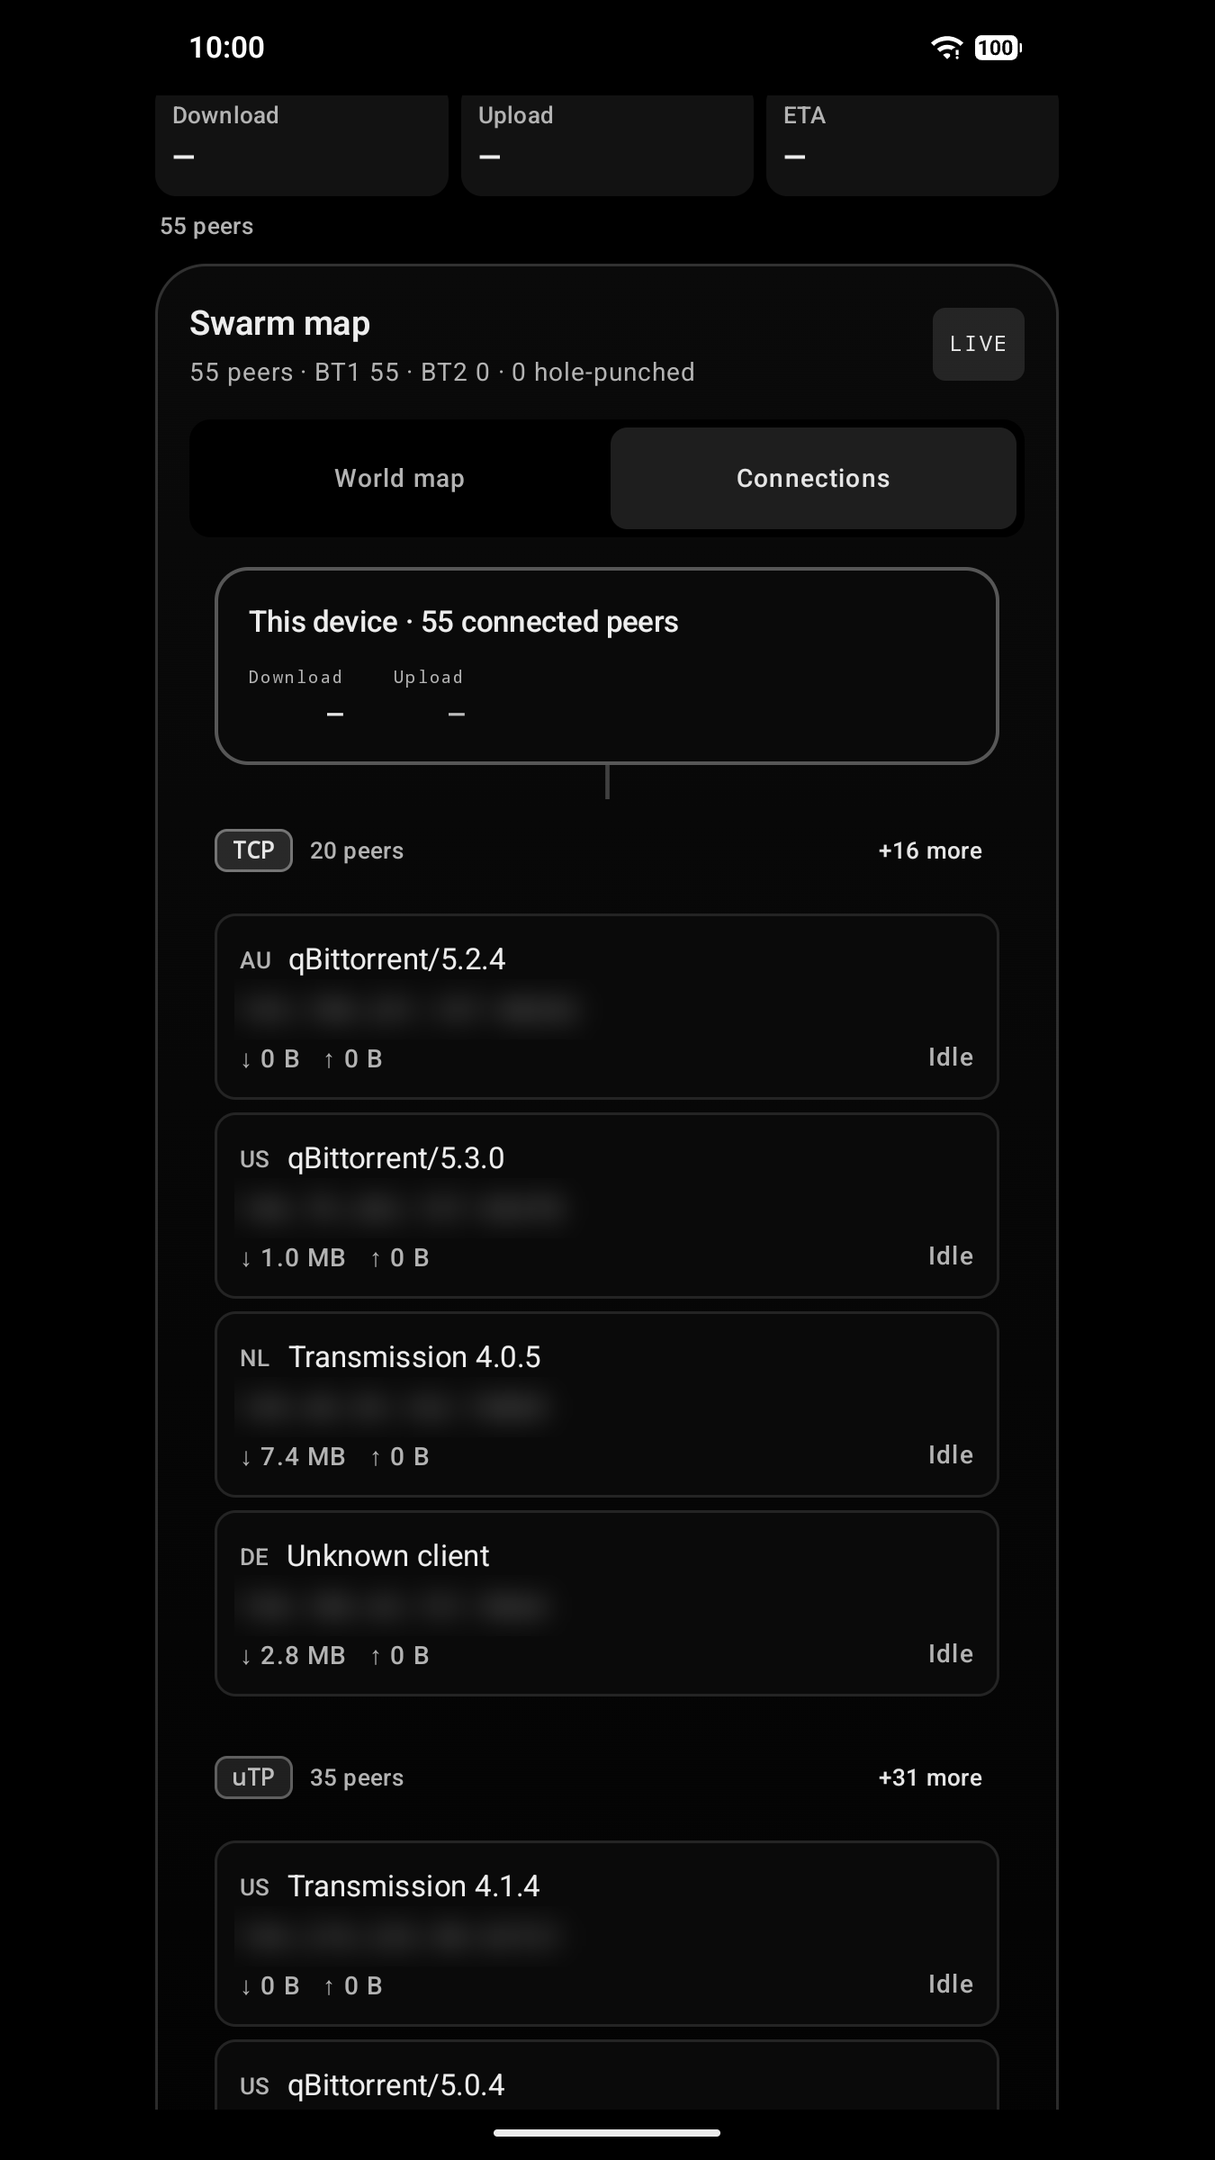 10:00
100
Download Upload ETA
– – –
55 peers
Swarm map
LIVE
55 peers · BT1 55 · BT2 0 · 0 hole-punched
World map Connections
This device · 55 connected peers
Download Upload
– –
TCP 20 peers +16 more
AU qBittorrent/5.2.4
↓ 0 B ↑ 0 B Idle
US qBittorrent/5.3.0
↓ 1.0 MB ↑ 0 B Idle
NL Transmission 4.0.5
↓ 7.4 MB ↑ 0 B Idle
DE Unknown client
↓ 2.8 MB ↑ 0 B Idle
uTP 35 peers +31 more
US Transmission 4.1.4
↓ 0 B ↑ 0 B Idle
US qBittorrent/5.0.4